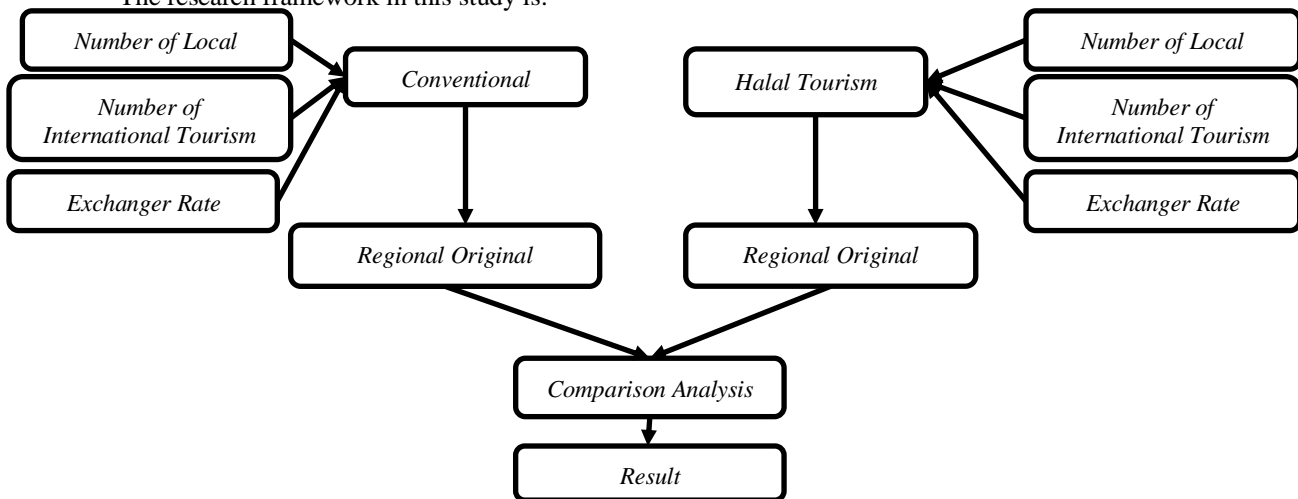 The research framework in this study is:
Number of Local
Conventional
Halal Tourism
Number of Local
Number of
International Tourism
Number of
International Tourism
Exchanger Rate
Exchanger Rate
Regional Original
Regional Original
Comparison Analysis
Result